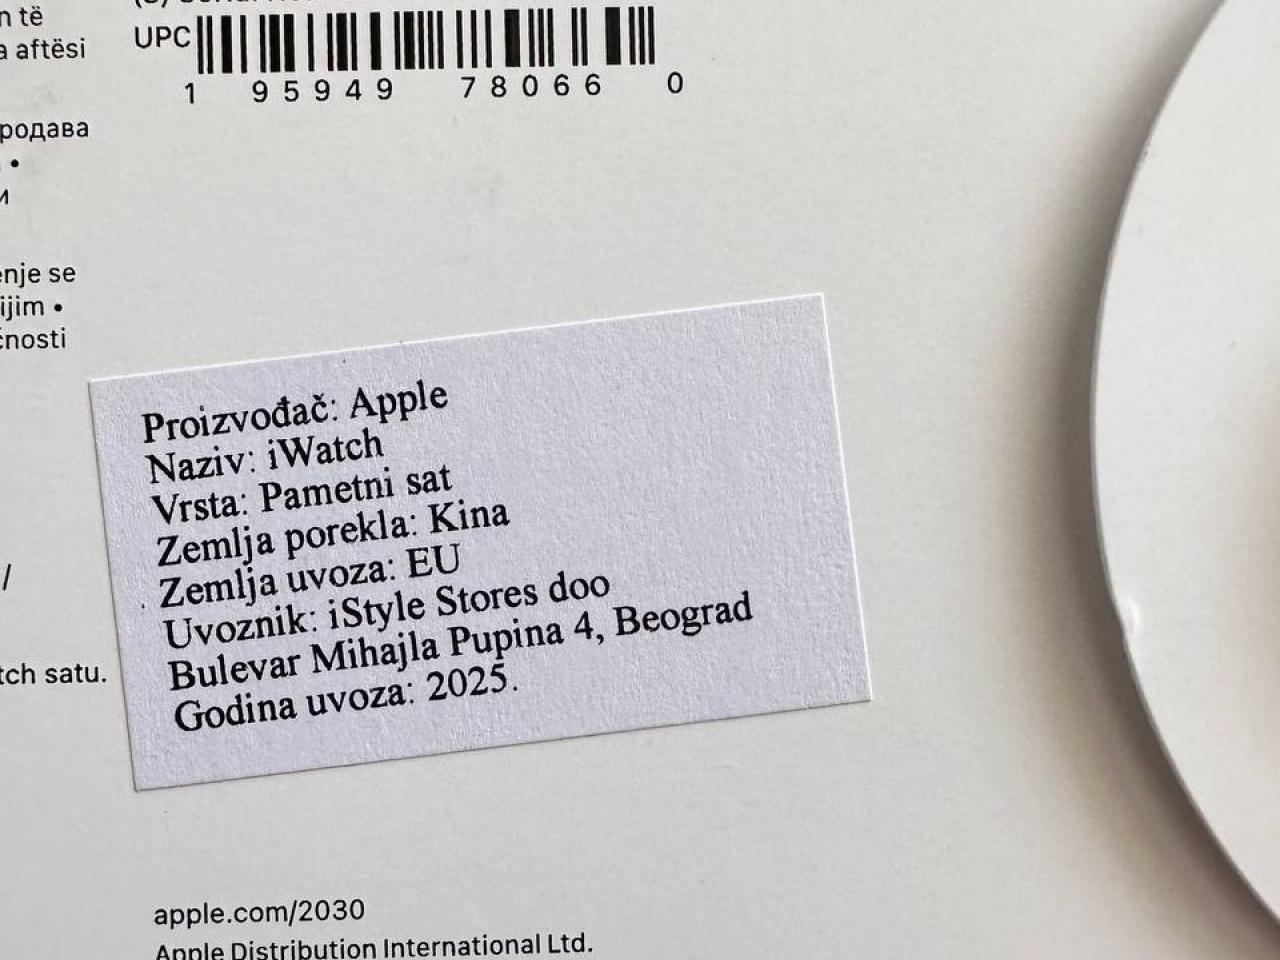 n të
a aftësi
родава
•
и
enje se
ijim •
ćnosti
/
tch satu.
UPC
1 95949 78066 0
Proizvođač: Apple
Naziv: iWatch
Vrsta: Pametni sat
Zemlja porekla: Kina
Zemlja uvoza: EU
Uvoznik: iStyle Stores doo
Bulevar Mihajla Pupina 4, Beograd
Godina uvoza: 2025.
apple.com/2030
Apple Distribution International Ltd.